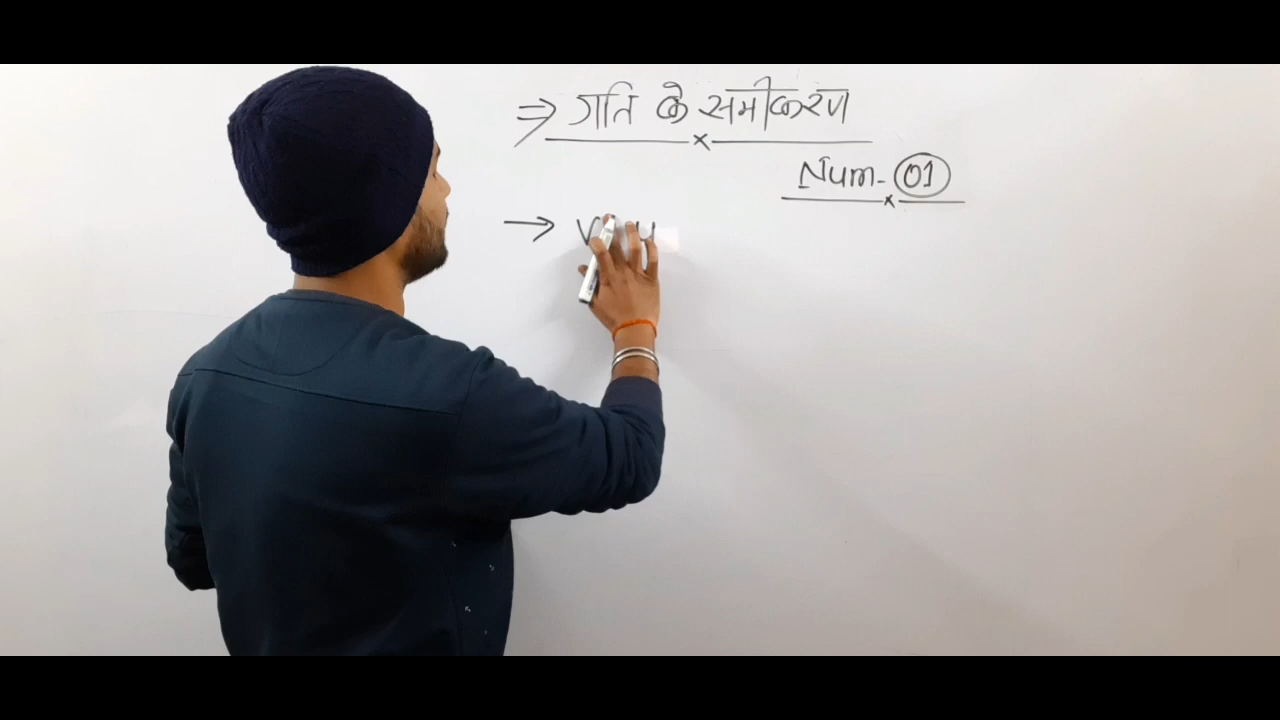 ⇒ गति के समीकरण
Num-01
→ v u